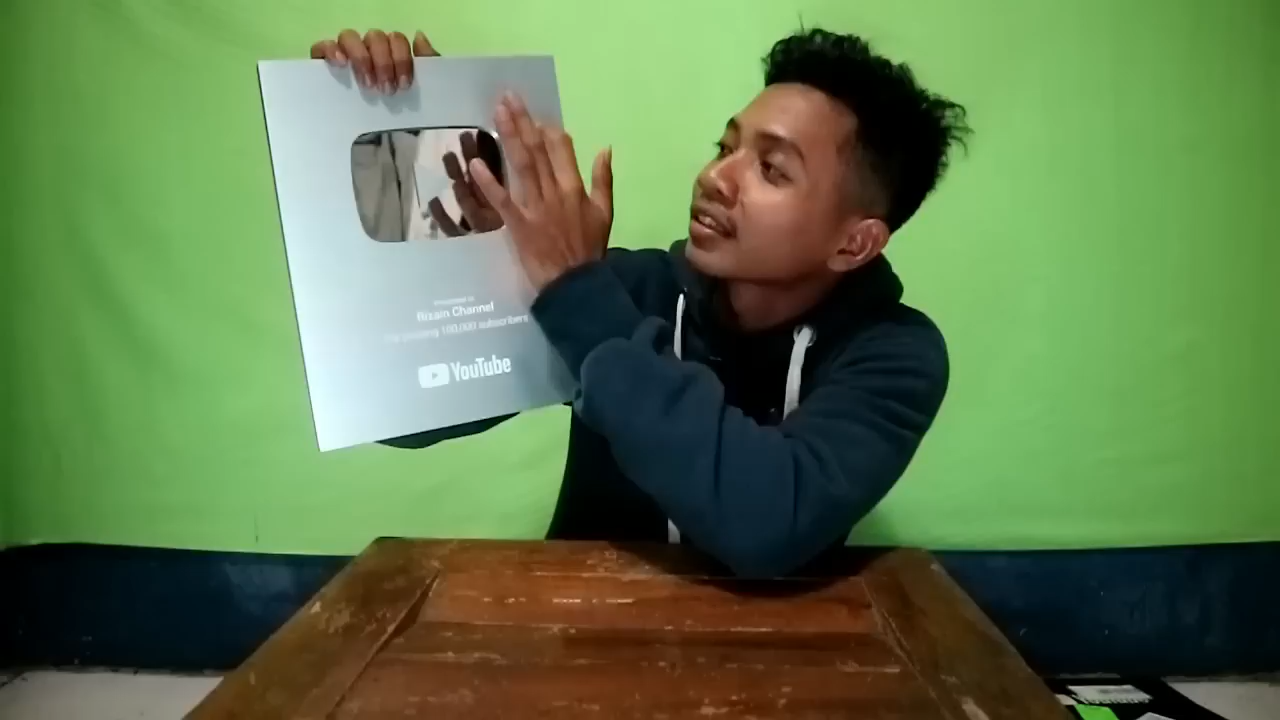 Presented to
Rizain Channel
For passing 100,000 subscribers
YouTube